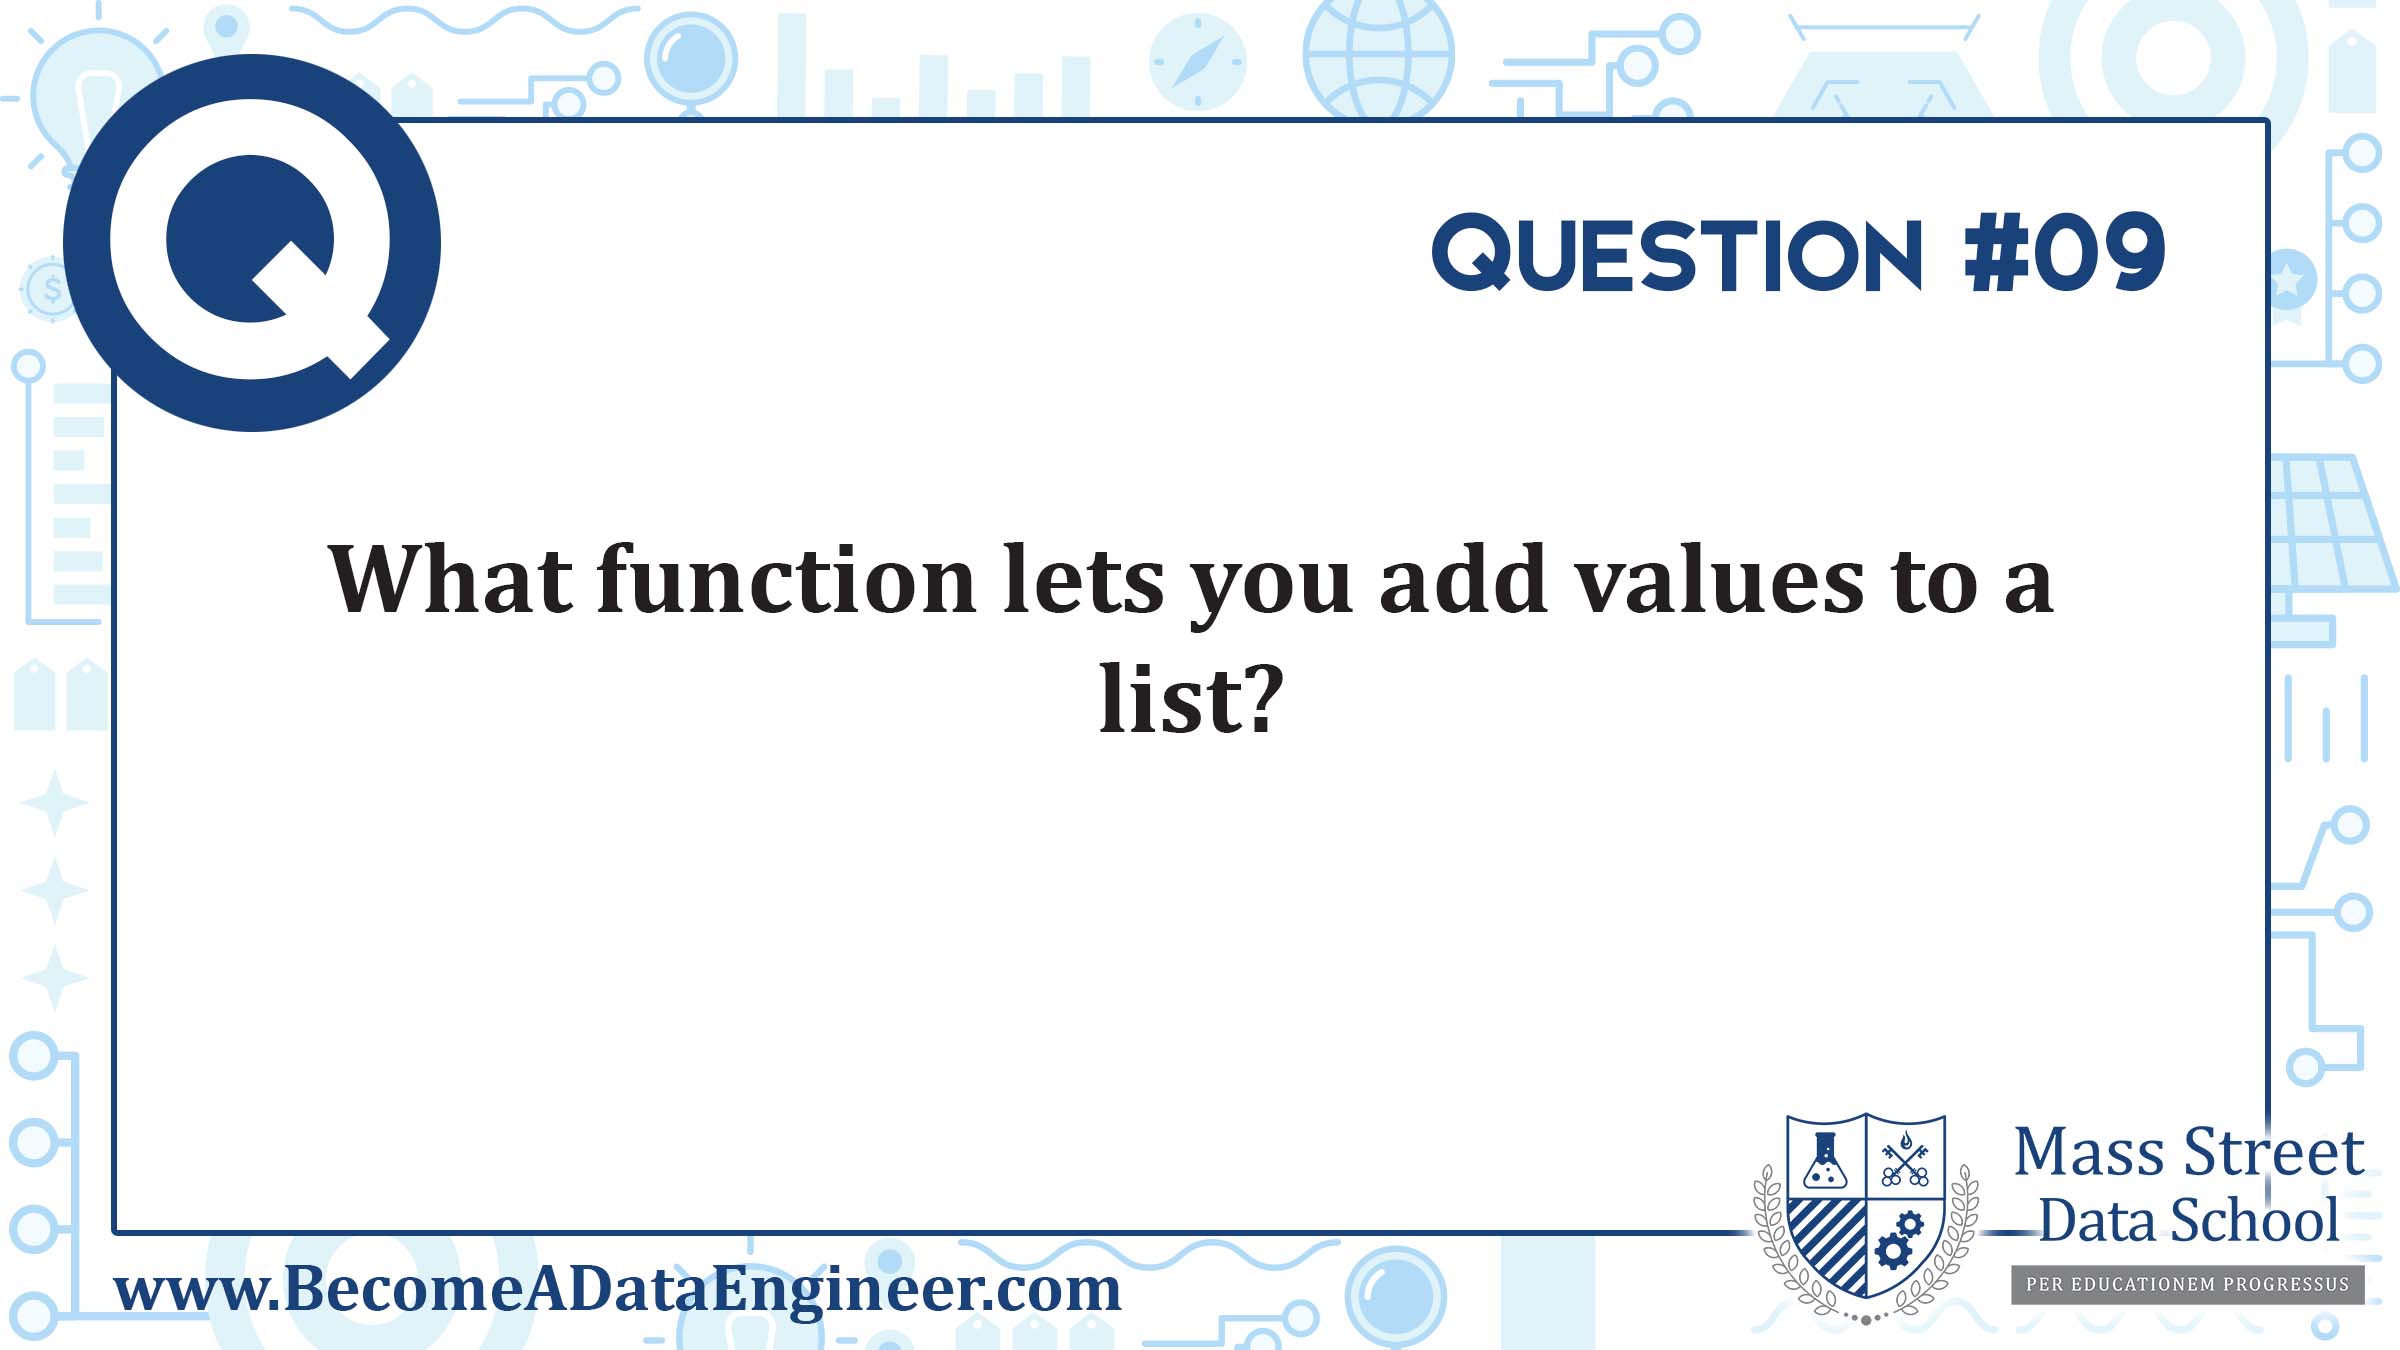 Question #09
What function lets you add values to a
list?
www.BecomeADataEngineer.com
Mass Street
Data School
PER EDUCATIONEM PROGRESSUS